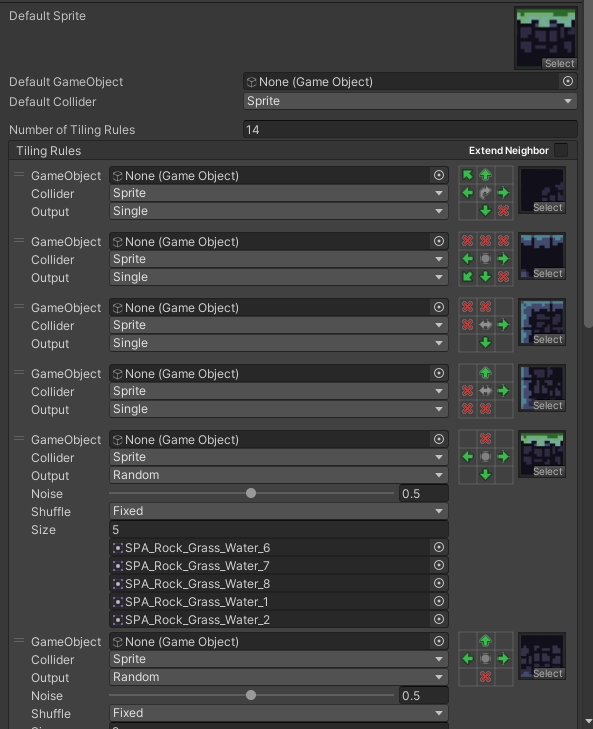 Default Sprite
Select
Default GameObject None (Game Object)
Default Collider Sprite
Number of Tiling Rules 14
Tiling Rules Extend Neighbor
GameObject None (Game Object)
Collider Sprite
Output Single
Select
GameObject None (Game Object)
Collider Sprite
Output Single
Select
GameObject None (Game Object)
Collider Sprite
Output Single
Select
GameObject None (Game Object)
Collider Sprite
Output Single
Select
GameObject None (Game Object)
Collider Sprite
Output Random
Select
Noise 0.5
Shuffle Fixed
Size 5
SPA_Rock_Grass_Water_6
SPA_Rock_Grass_Water_7
SPA_Rock_Grass_Water_8
SPA_Rock_Grass_Water_1
SPA_Rock_Grass_Water_2
GameObject None (Game Object)
Collider Sprite
Output Random
Select
Noise 0.5
Shuffle Fixed